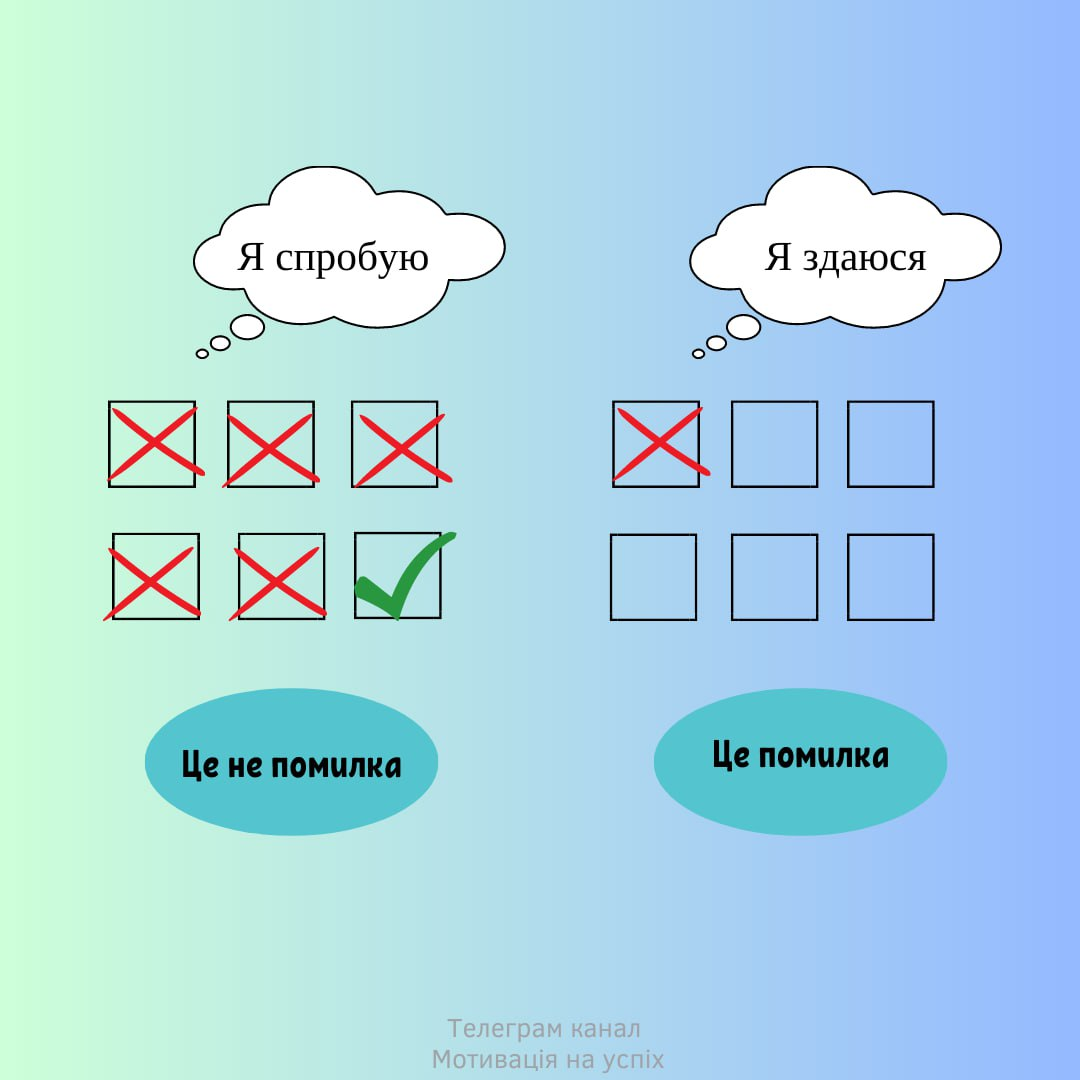 Я спробую
Я здаюся
Це не помилка
Це помилка
Телеграм канал
Мотивація на успіх